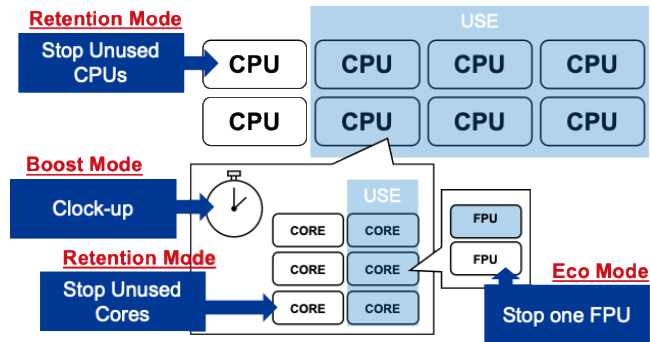 Retention Mode
Stop Unused
CPUs
USE
CPU CPU CPU CPU
CPU CPU CPU CPU
Boost Mode
Clock-up
USE
CORE CORE
CORE CORE
CORE CORE
FPU
FPU
Retention Mode
Stop Unused
Cores
Eco Mode
Stop one FPU